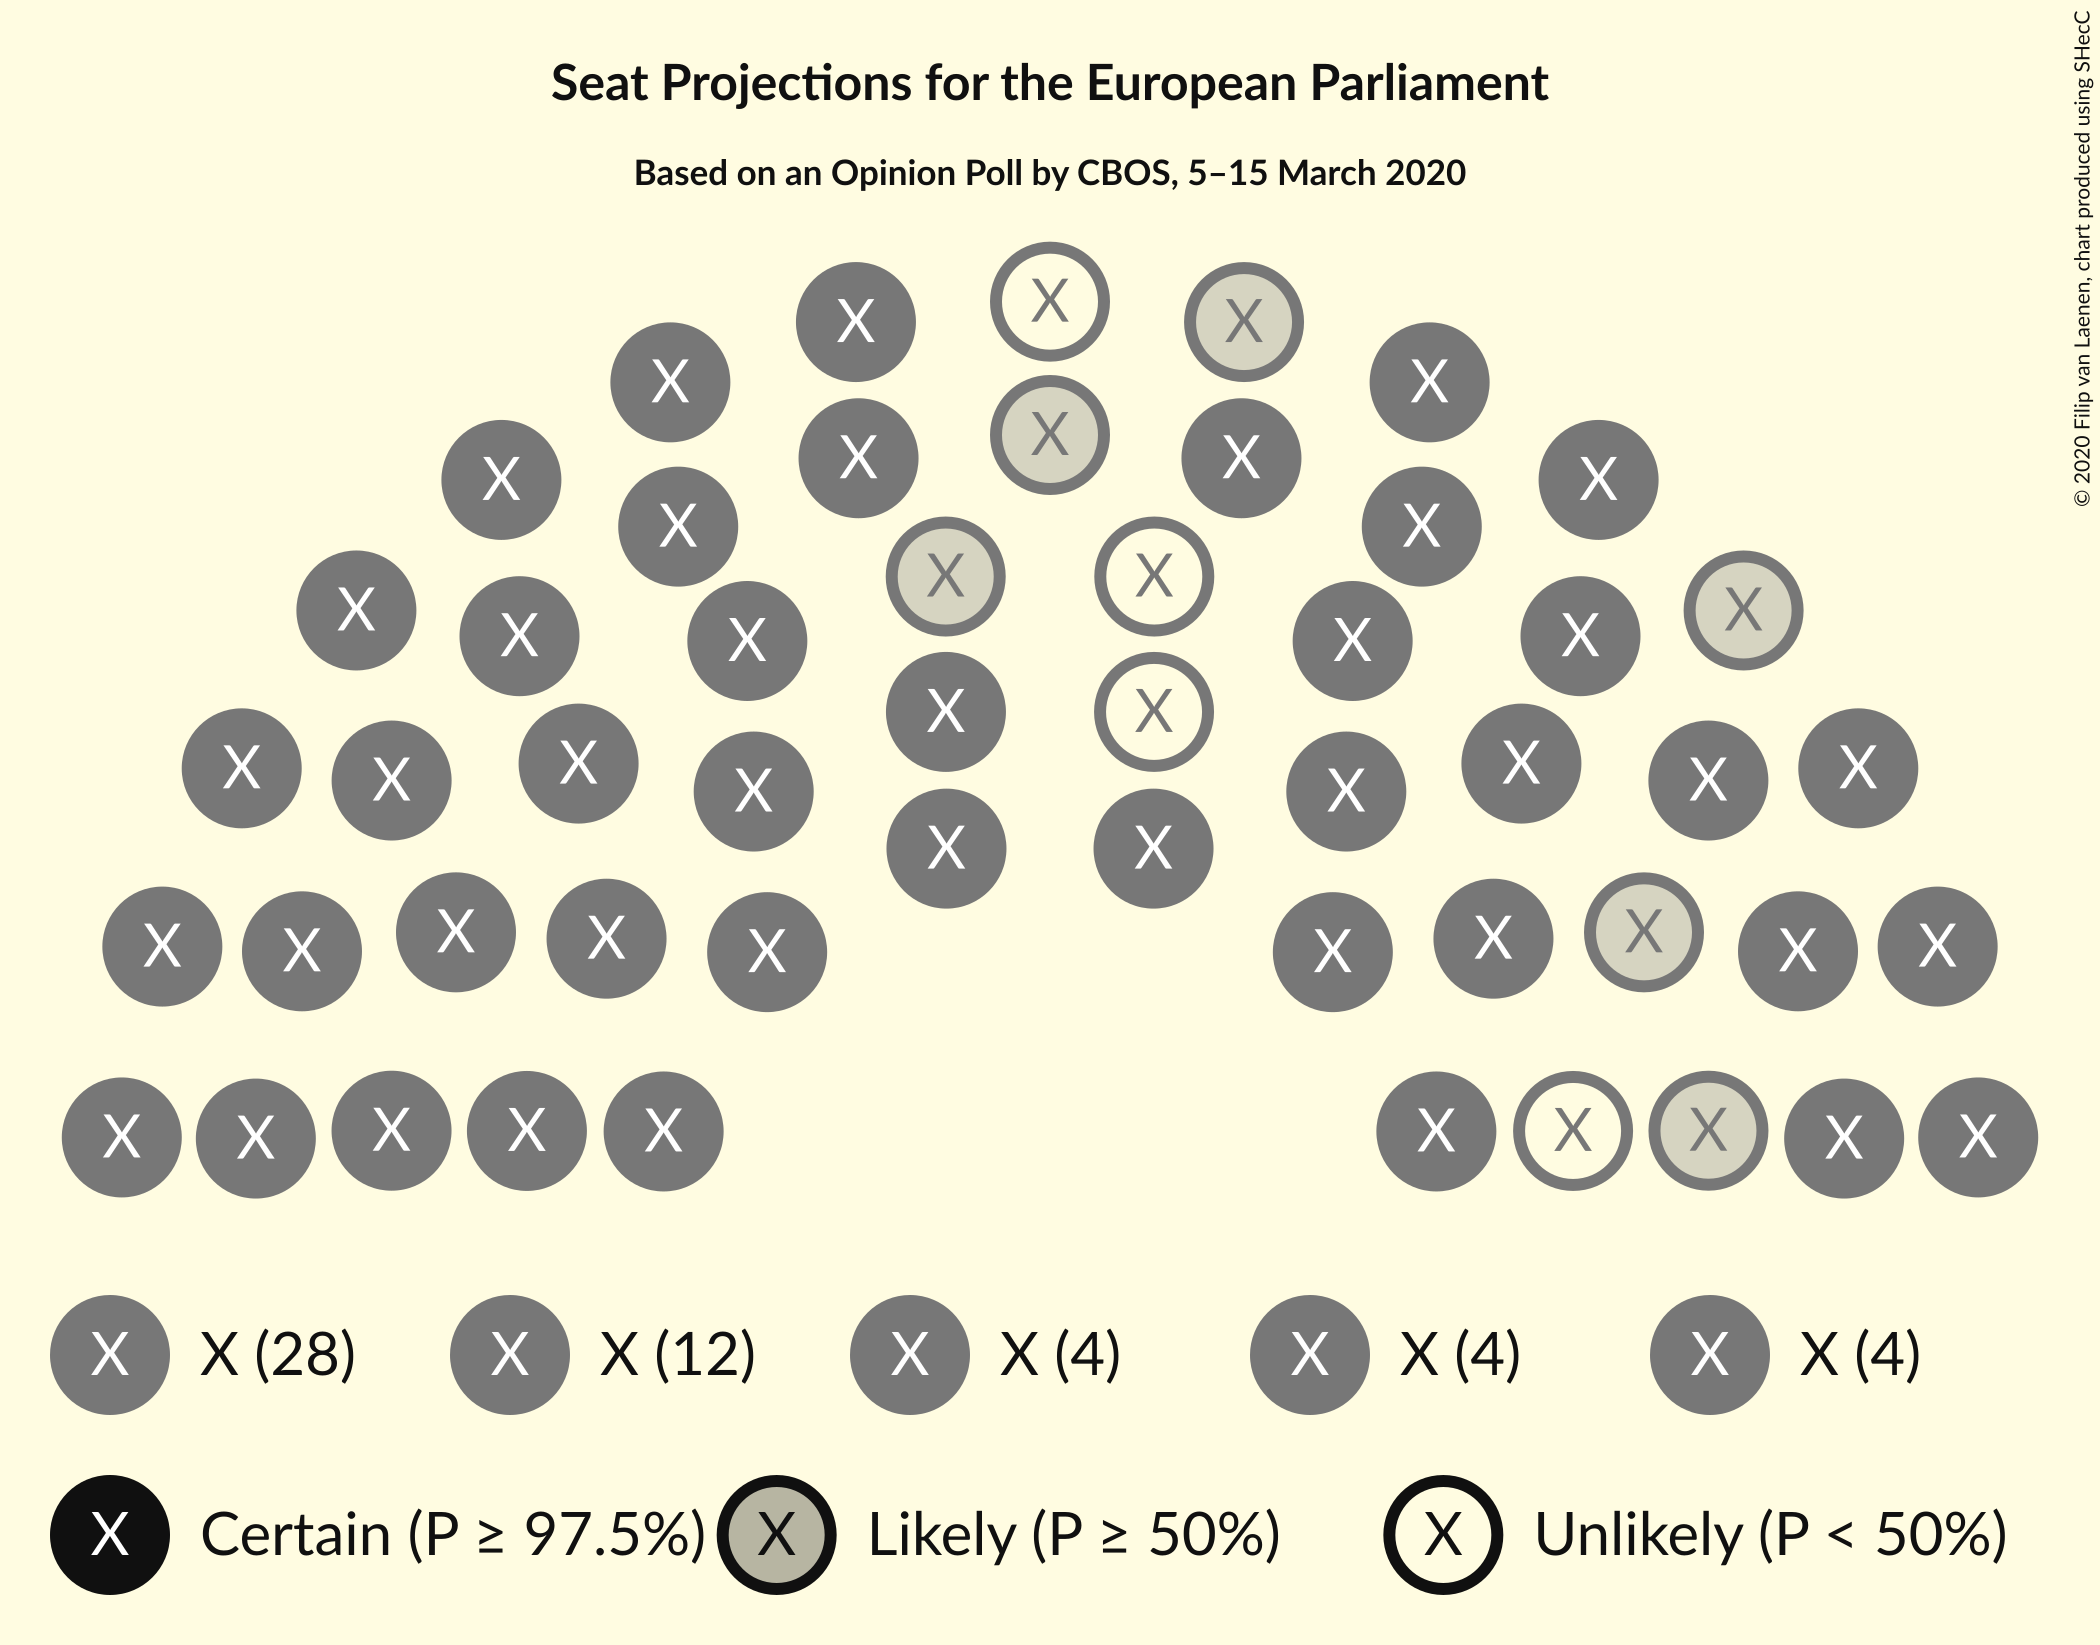 Seat Projections for the European Parliament
Based on an Opinion Poll by CBOS, 5–15 March 2020
© 2020 Filip van Laenen, chart produced using SHecC
X
X X
X X
X
X X
X X
X X
X X
X X
X X
X X
X X
X X
X X
X X X X
X X
X X
X X X X
X X X X
X X
X X X X X X X X X X
X X (28) X X (12) X X (4) X X (4) X X (4)
X Certain (P ≥ 97.5%) X Likely (P ≥ 50%) X Unlikely (P < 50%)